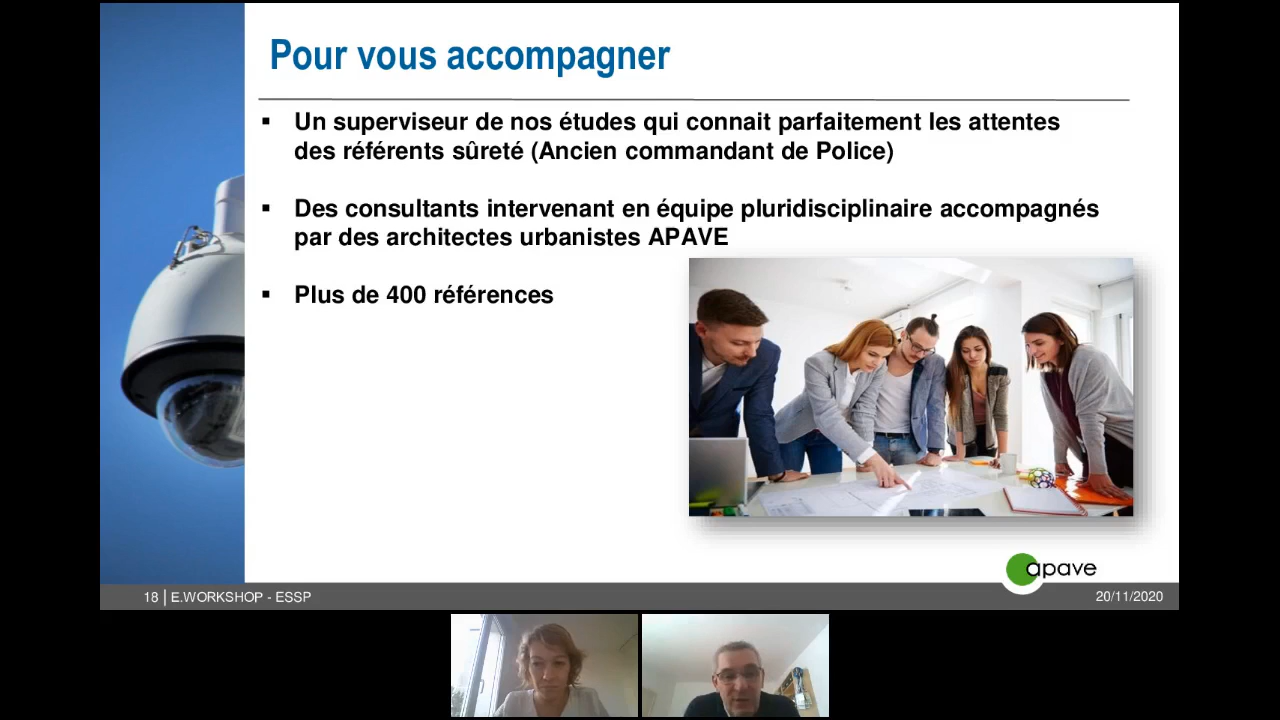 Pour vous accompagner
▪ Un superviseur de nos études qui connait parfaitement les attentes
des référents sûreté (Ancien commandant de Police)
▪ Des consultants intervenant en équipe pluridisciplinaire accompagnés
par des architectes urbanistes APAVE
▪ Plus de 400 références
apave
18 | E.WORKSHOP - ESSP
20/11/2020